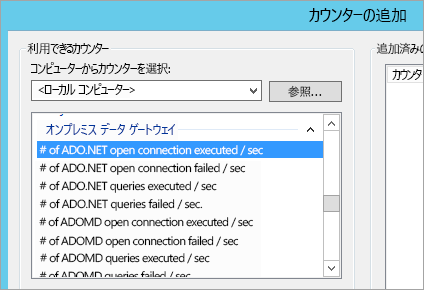 カウンターの追加
利用できるカウンター
追加済みの
コンピューターからカウンターを選択:
<ローカル コンピューター>
参照...
カウンタ
オンプレミス データ ゲートウェイ
# of ADO.NET open connection executed / sec
# of ADO.NET open connection failed / sec
# of ADO.NET queries executed / sec
# of ADO.NET queries failed / sec.
# of ADOMD open connection executed / sec
# of ADOMD open connection failed / sec
# of ADOMD queries executed / sec
# of ADOMD queries failed / sec